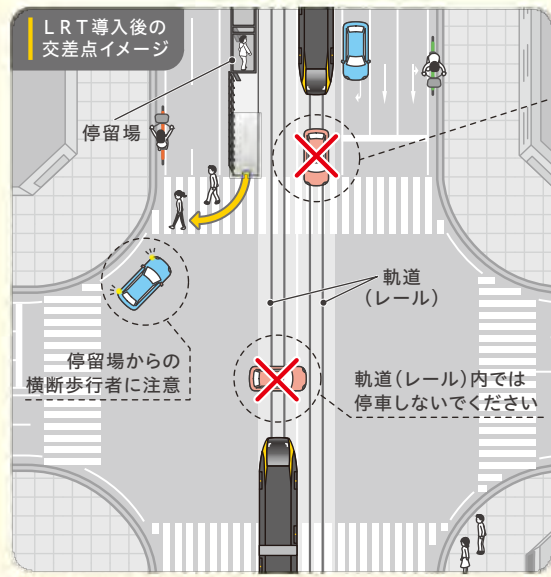 LRT導入後の
交差点イメージ
停留場
軌道
(レール)
停留場からの
横断歩行者に注意
軌道(レール)内では
停車しないでください